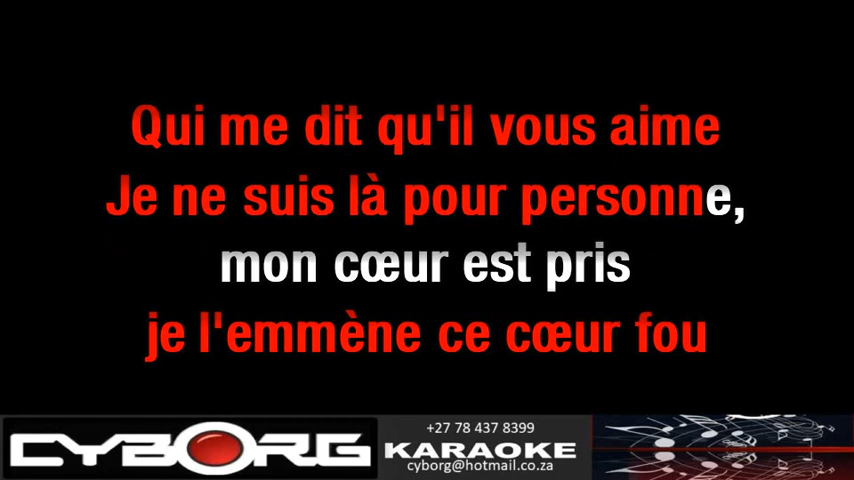 Qui me dit qu'il vous aime
Je ne suis là pour personne,
mon cœur est pris
je l'emmène ce cœur fou
CYBORG
+27 78 437 8399
KARAOKE
cyborg@hotmail.co.za